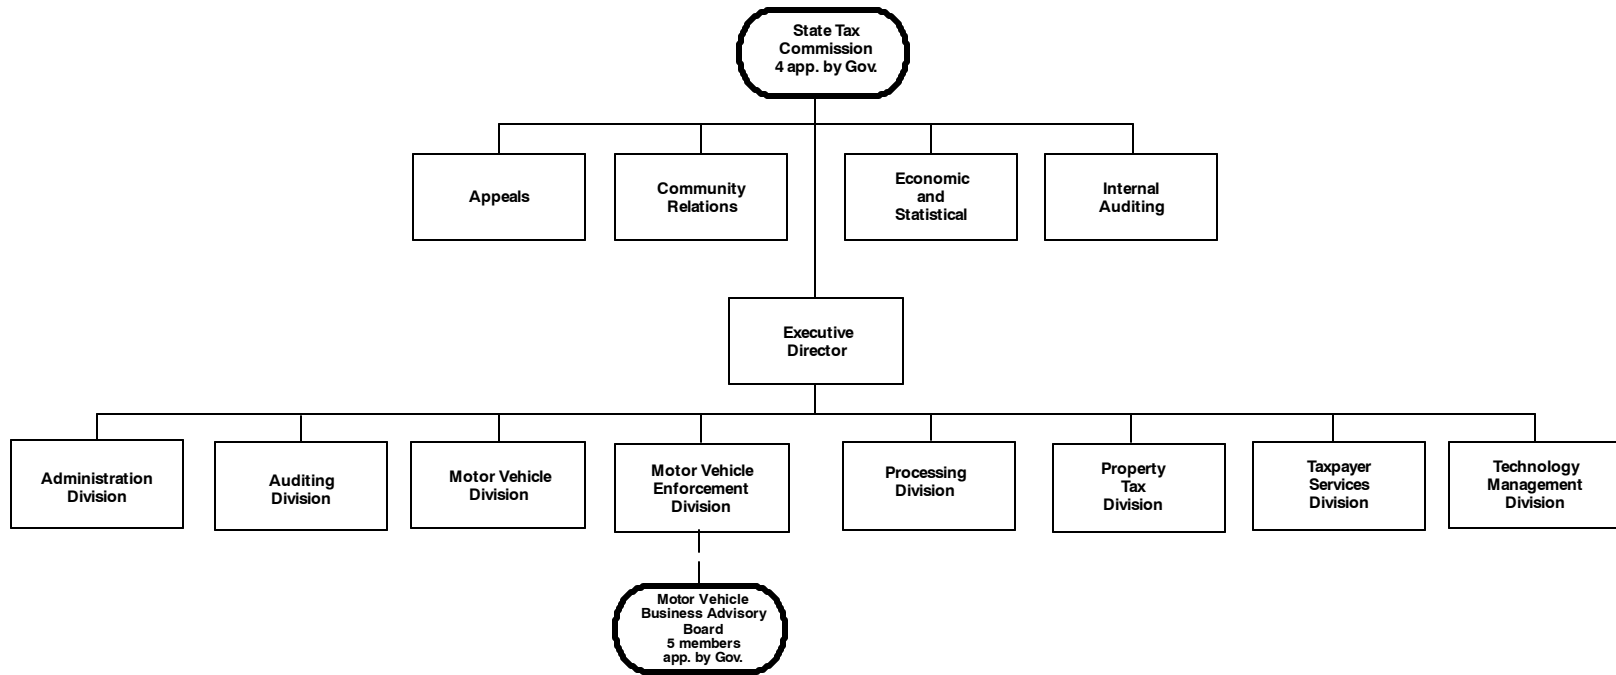 State Tax
Commission
4 app. by Gov.
Appeals
Community
Relations
Economic
and
Statistical
Internal
Auditing
Executive
Director
Administration
Division
Auditing
Division
Motor Vehicle
Division
Motor Vehicle
Enforcement
Division
Processing
Division
Property
Tax
Division
Taxpayer
Services
Division
Technology
Management
Division
Motor Vehicle
Business Advisory
Board
5 members
app. by Gov.